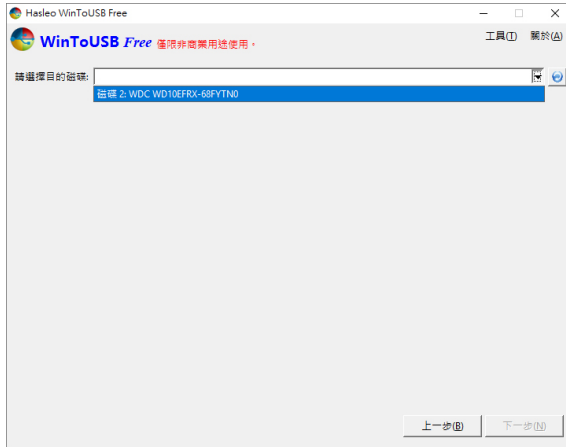 Hasleo WinToUSB Free
WinToUSB Free 僅限非商業用途使用。
工具(T) 關於(A)
請選擇目的磁碟:
磁碟 2: WDC WD10EFRX-68FYTN0
上一步(B) 下一步(N)